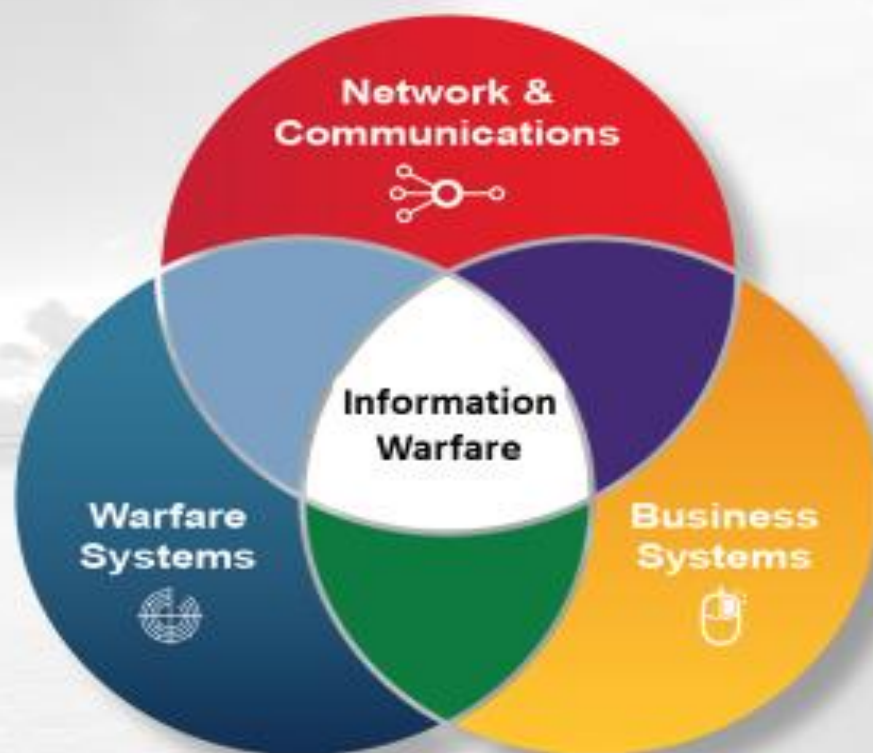 Network &
Communications
Information
Warfare
Warfare
Systems
Business
Systems